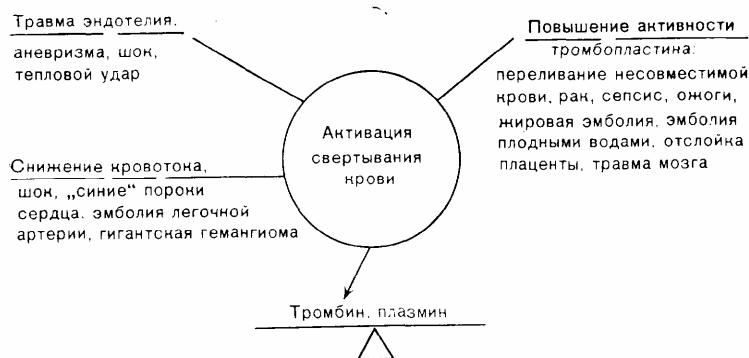 Травма эндотелия,
аневризма, шок,
тепловой удар
Повышение активности
тромбопластина:
переливание несовместимой
крови, рак, сепсис, ожоги,
жировая эмболия, эмболия
плодными водами, отслойка
плаценты, травма мозга
Активация
свертывания
крови
Снижение кровотока,
шок, „синие“ пороки
сердца, эмболия легочной
артерии, гигантская гемангиома
Тромбин, плазмин